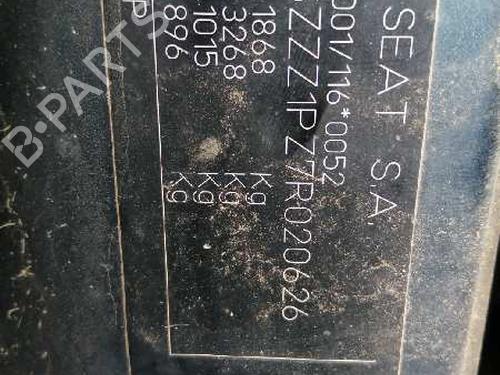 SEAT S.A.
001/116*0052
ZZZ1PZ7R020626
1868 kg
3268 kg
1015 kg
896 kg
P
B-PARTS